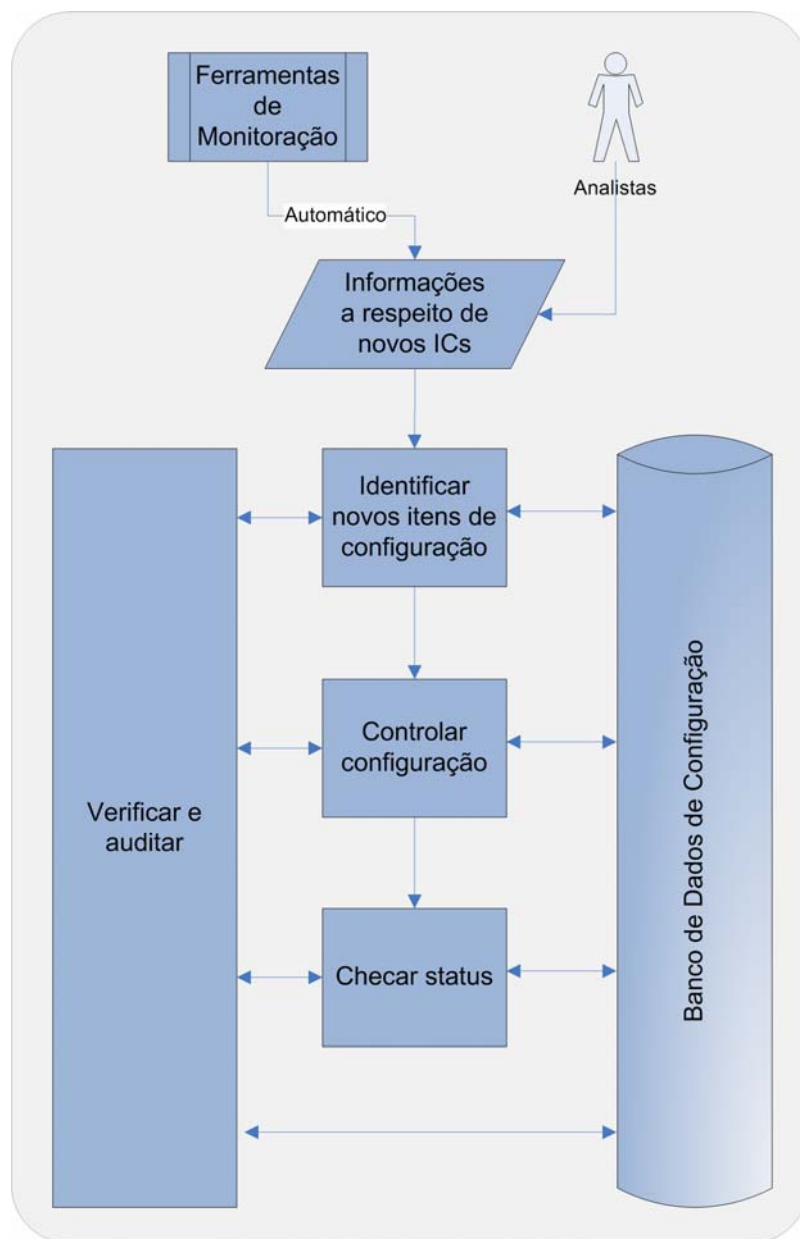 Ferramentas
de
Monitoração
Analistas
Automático
Informações
a respeito de
novos ICs
Identificar
novos itens de
configuração
Controlar
configuração
Verificar e
auditar
Checar status
Banco de Dados de Configuração